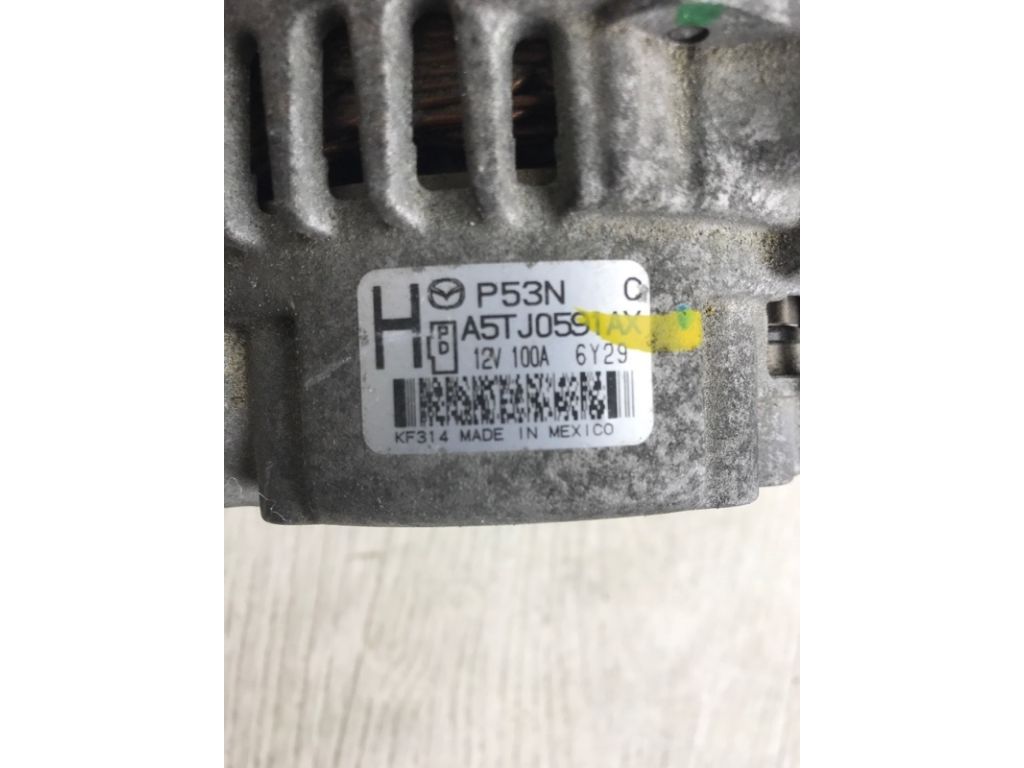 H P53N C
A5TJ0591AX
P D
12V 100A 6Y29
KF314 MADE IN MEXICO